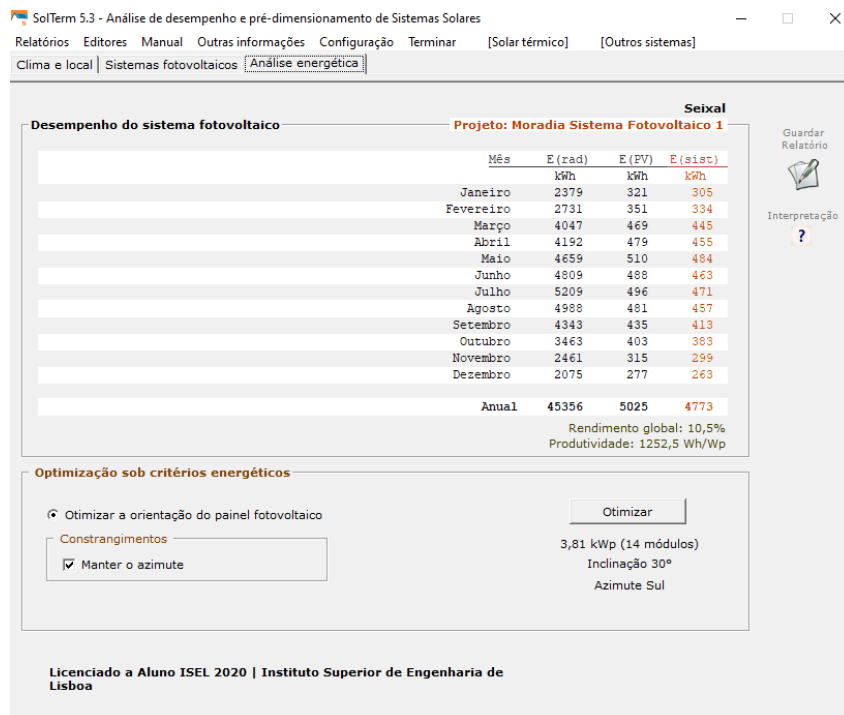 SolTerm 5.3 - Análise de desempenho e pré-dimensionamento de Sistemas Solares
Relatórios Editores Manual Outras informações Configuração Terminar [Solar térmico] [Outros sistemas]
Clima e local Sistemas fotovoltaicos Análise energética
Seixal
Desempenho do sistema fotovoltaico Projeto: Moradia Sistema Fotovoltaico 1
Guardar
Relatório
Interpretação
?
Mês E(rad) E(PV) E(sist)
kWh kWh kWh
Janeiro 2379 321 305
Fevereiro 2731 351 334
Março 4047 469 445
Abril 4192 479 455
Maio 4659 510 484
Junho 4809 488 463
Julho 5209 496 471
Agosto 4988 481 457
Setembro 4343 435 413
Outubro 3463 403 383
Novembro 2461 315 299
Dezembro 2075 277 263
Anual 45356 5025 4773
Rendimento global: 10,5%
Produtividade: 1252,5 Wh/Wp
Optimização sob critérios energéticos
Otimizar a orientação do painel fotovoltaico
Constrangimentos
Manter o azimute
Otimizar
3,81 kWp (14 módulos)
Inclinação 30º
Azimute Sul
Licenciado a Aluno ISEL 2020 | Instituto Superior de Engenharia de
Lisboa